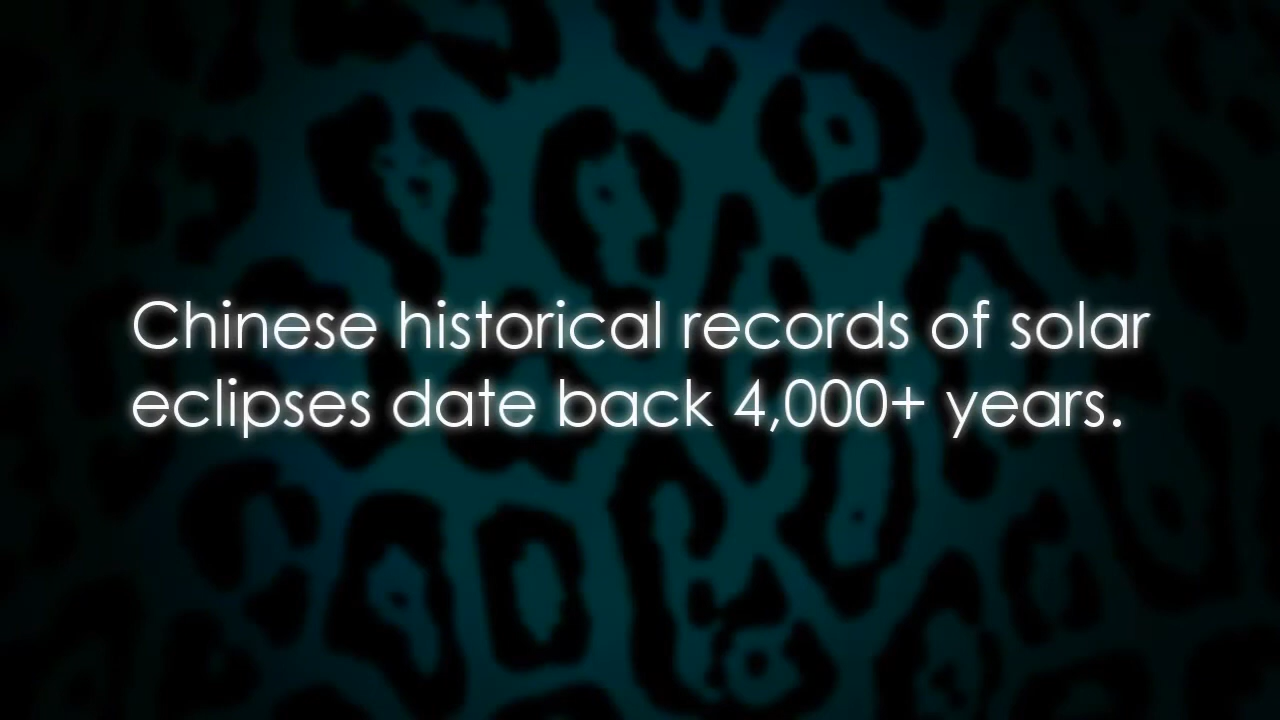 Chinese historical records of solar
eclipses date back 4,000+ years.